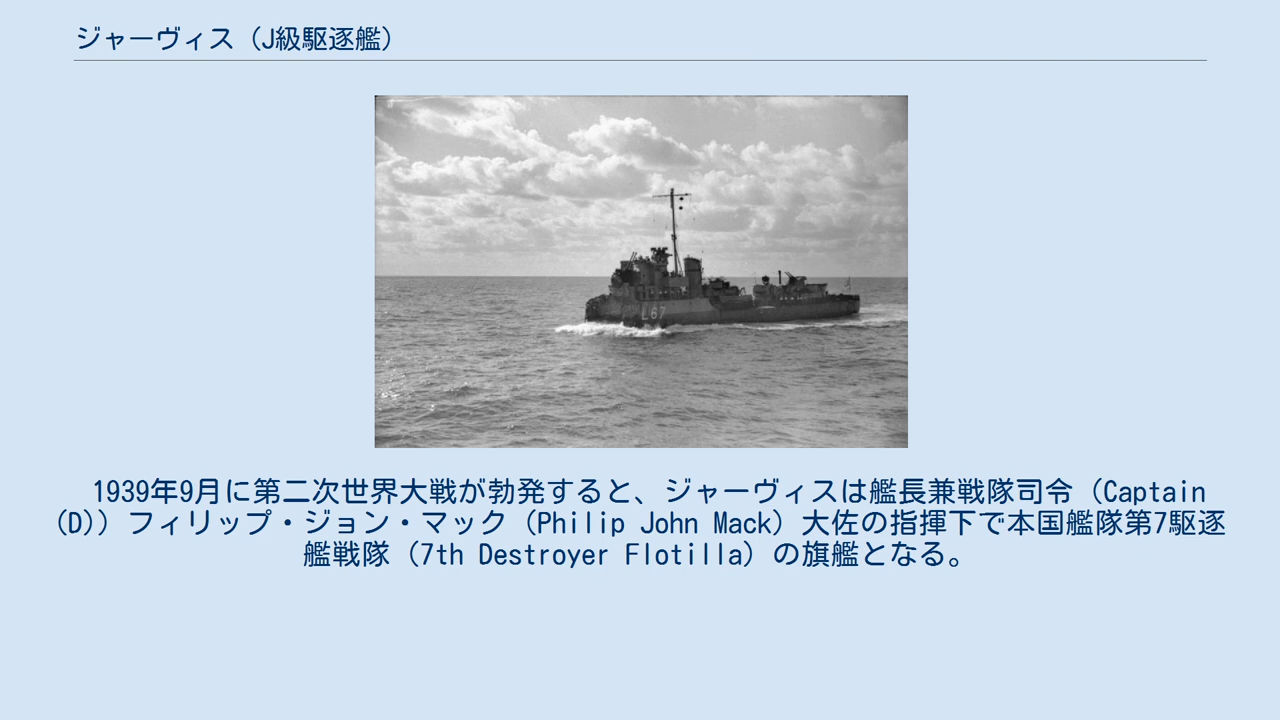 ジャーヴィス（J級駆逐艦）
L67
1939年9月に第二次世界大戦が勃発すると、ジャーヴィスは艦長兼戦隊司令（Captain
(D)）フィリップ・ジョン・マック（Philip John Mack）大佐の指揮下で本国艦隊第7駆逐
艦戦隊（7th Destroyer Flotilla）の旗艦となる。